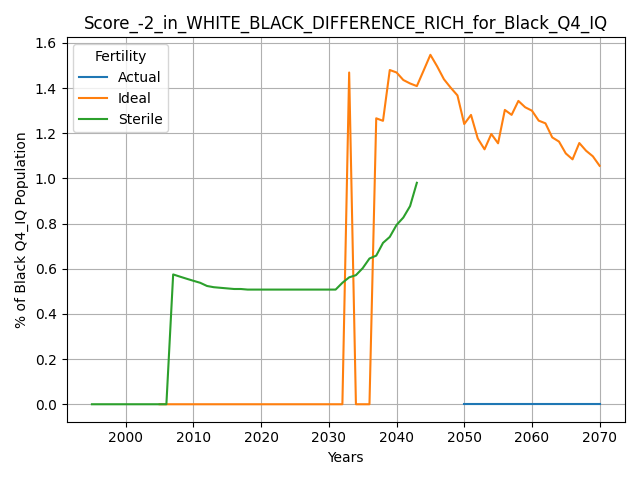 Score_-2_in_WHITE_BLACK_DIFFERENCE_RICH_for_Black_Q4_IQ
Fertility
Actual
Ideal
Sterile
% of Black Q4_IQ Population
1.6
1.4
1.2
1.0
0.8
0.6
0.4
0.2
0.0
2000 2010 2020 2030 2040 2050 2060 2070
Years